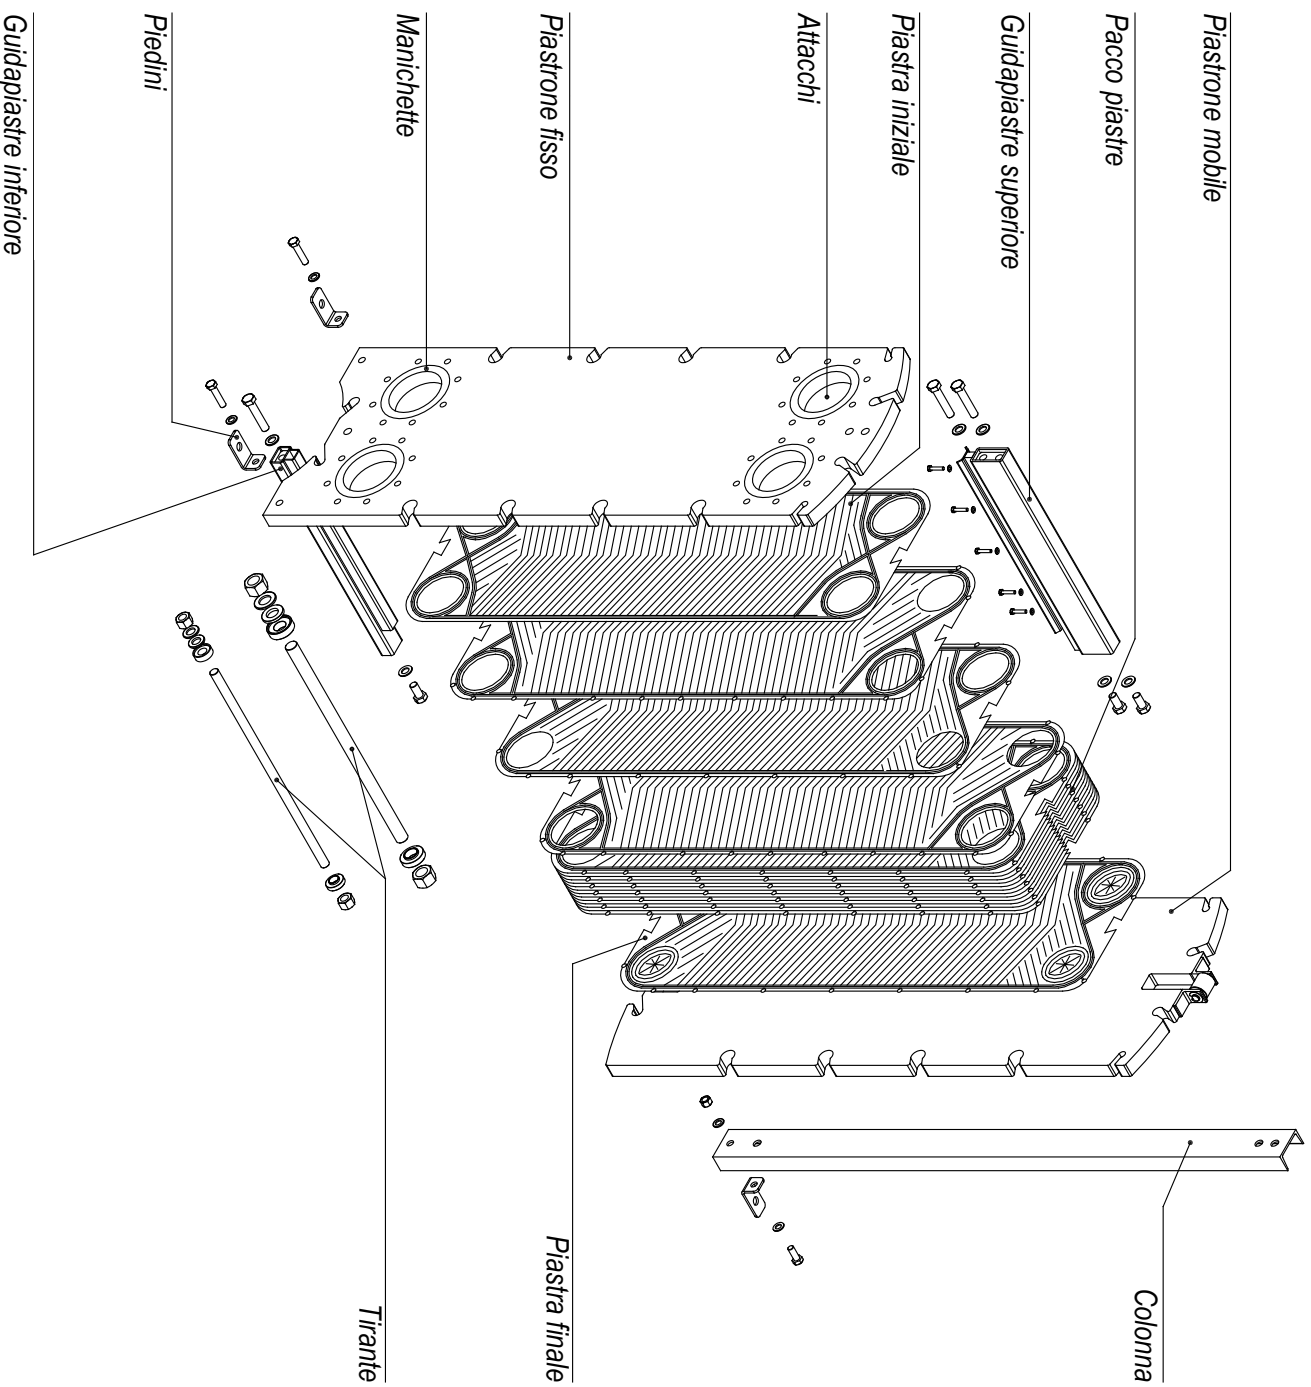 Piastrone mobile
Pacco piastre
Guidapiastre superiore
Piastra iniziale
Attacchi
Piastrone fisso
Manichette
Piedini
Guidapiastre inferiore
Colonna
Piastra finale
Tirante